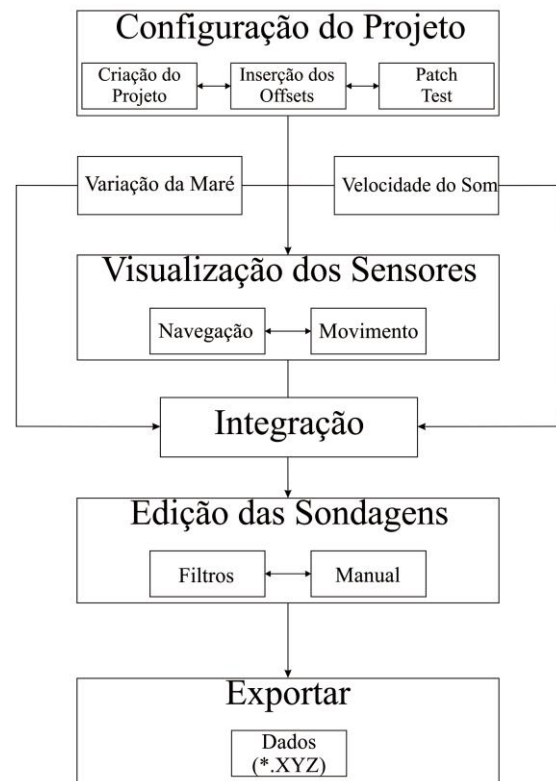 Configuração do Projeto
Criação do
Projeto
Inserção dos
Offsets
Patch
Test
Variação da Maré
Velocidade do Som
Visualização dos Sensores
Navegação
Movimento
Integração
Edição das Sondagens
Filtros
Manual
Exportar
Dados
(*.XYZ)